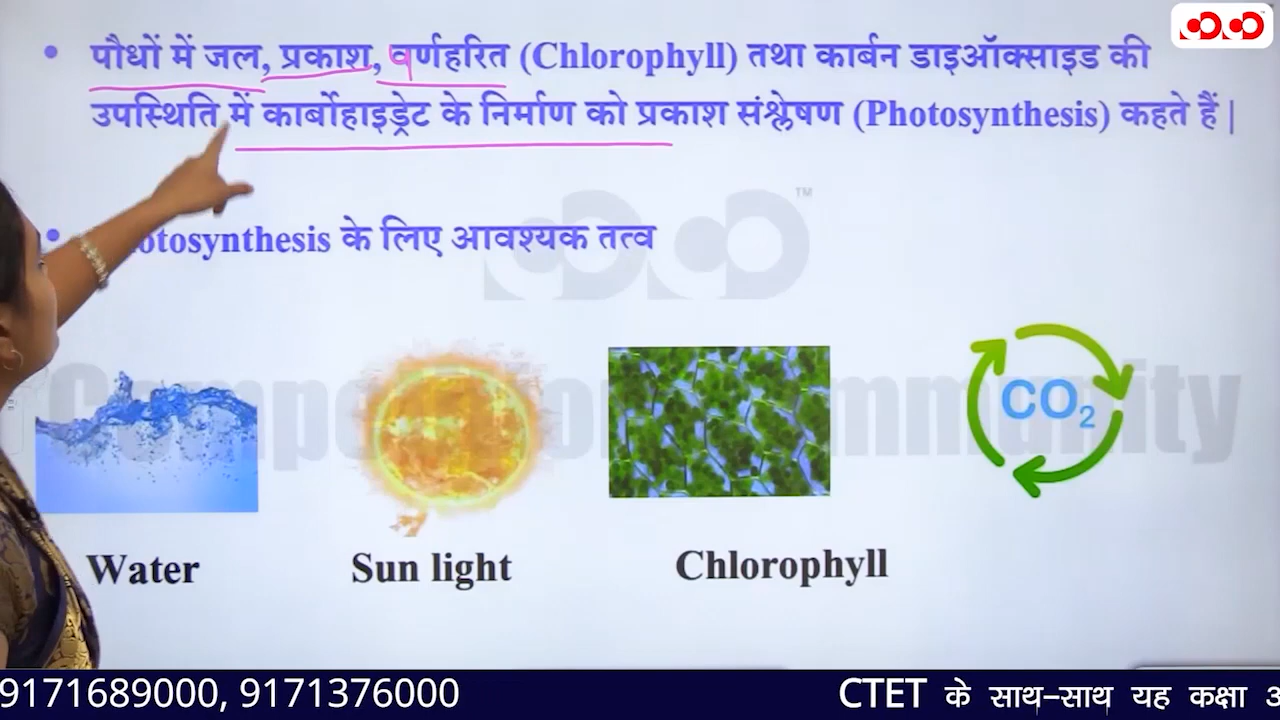 पौधों में जल, प्रकाश, वर्णहरित (Chlorophyll) तथा कार्बन डाइऑक्साइड की
उपस्थिति में कार्बोहाइड्रेट के निर्माण को प्रकाश संश्लेषण (Photosynthesis) कहते हैं |
TM
otosynthesis के लिए आवश्यक तत्व
CO2
Water
Sun light
Chlorophyll
9171689000, 9171376000
CTET के साथ-साथ यह कक्षा